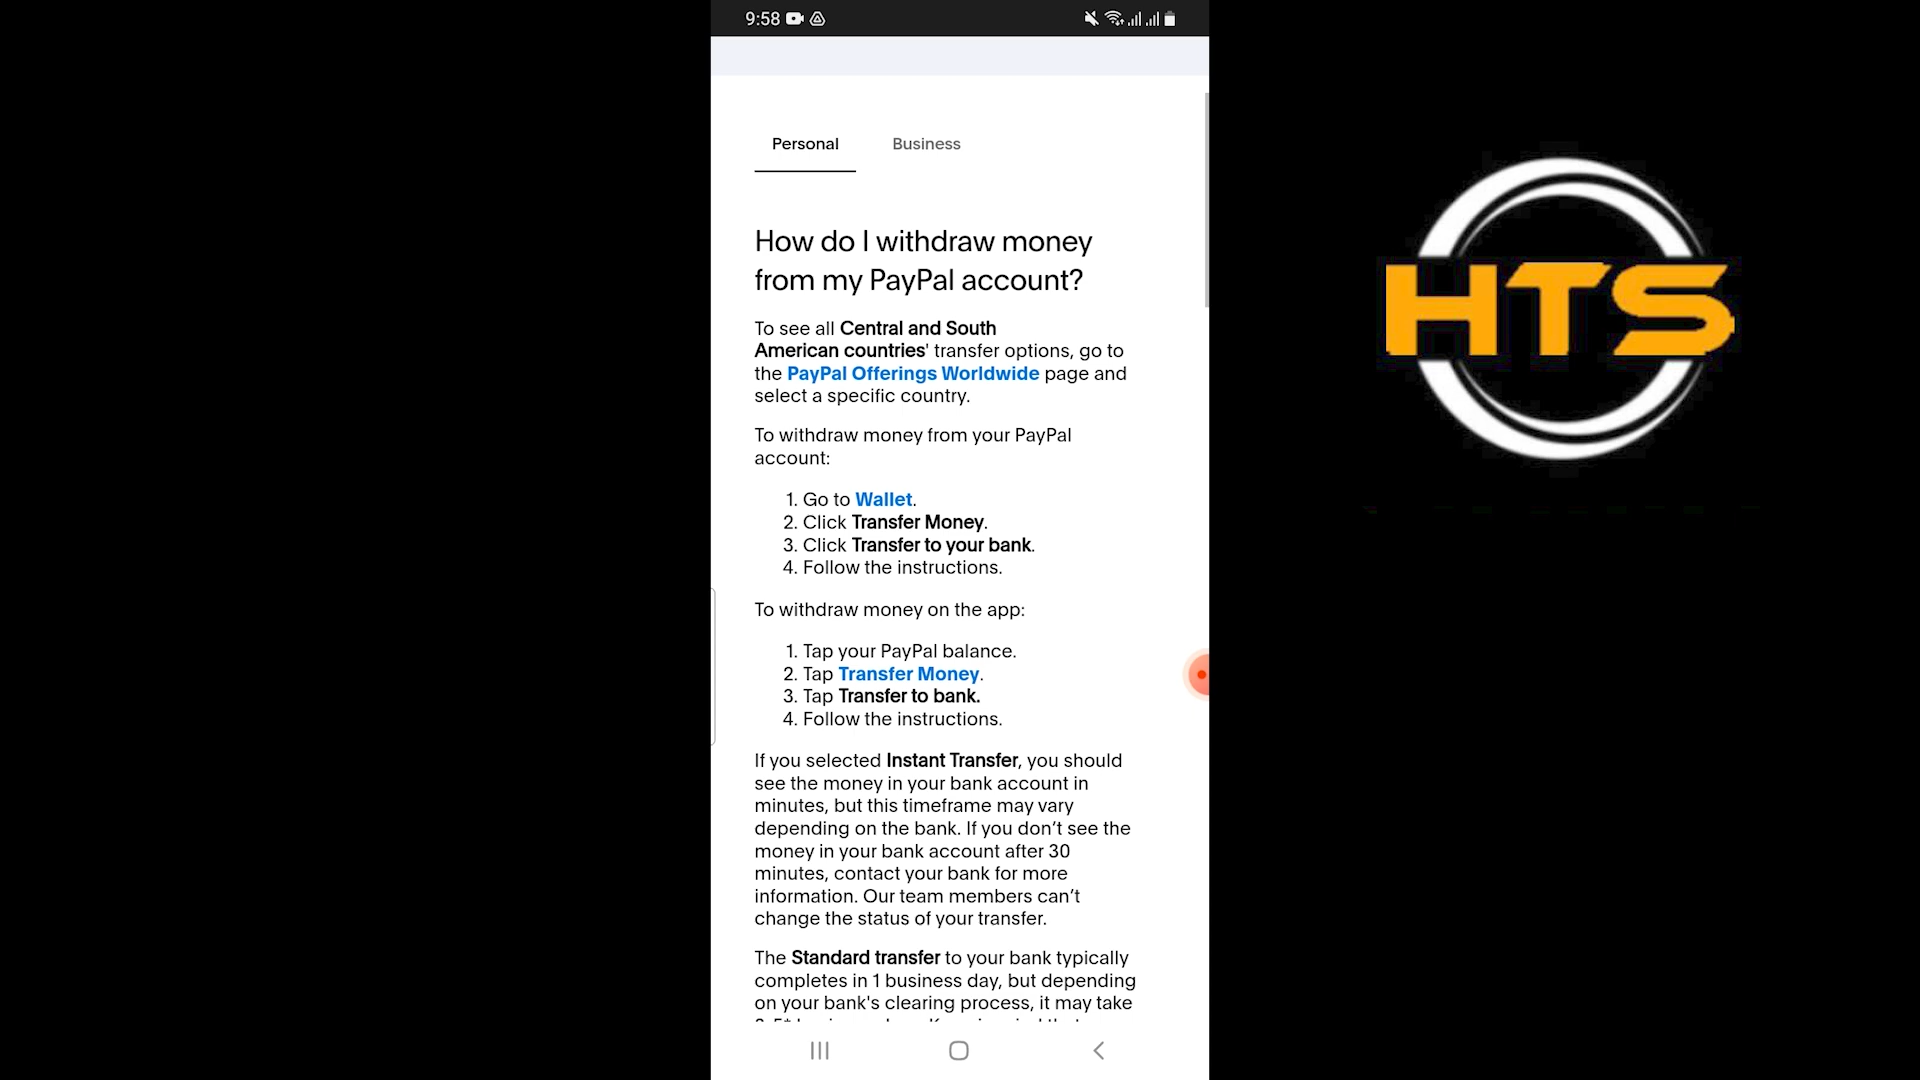 9:58
Personal Business
How do I withdraw money
from my PayPal account?
To see all Central and South
American countries' transfer options, go to
the PayPal Offerings Worldwide page and
select a specific country.
To withdraw money from your PayPal
account:
1. Go to Wallet.
2. Click Transfer Money.
3. Click Transfer to your bank.
4. Follow the instructions.
To withdraw money on the app:
1. Tap your PayPal balance.
2. Tap Transfer Money.
3. Tap Transfer to bank.
4. Follow the instructions.
If you selected Instant Transfer, you should
see the money in your bank account in
minutes, but this timeframe may vary
depending on the bank. If you don’t see the
money in your bank account after 30
minutes, contact your bank for more
information. Our team members can’t
change the status of your transfer.
The Standard transfer to your bank typically
completes in 1 business day, but depending
on your bank's clearing process, it may take
HTS